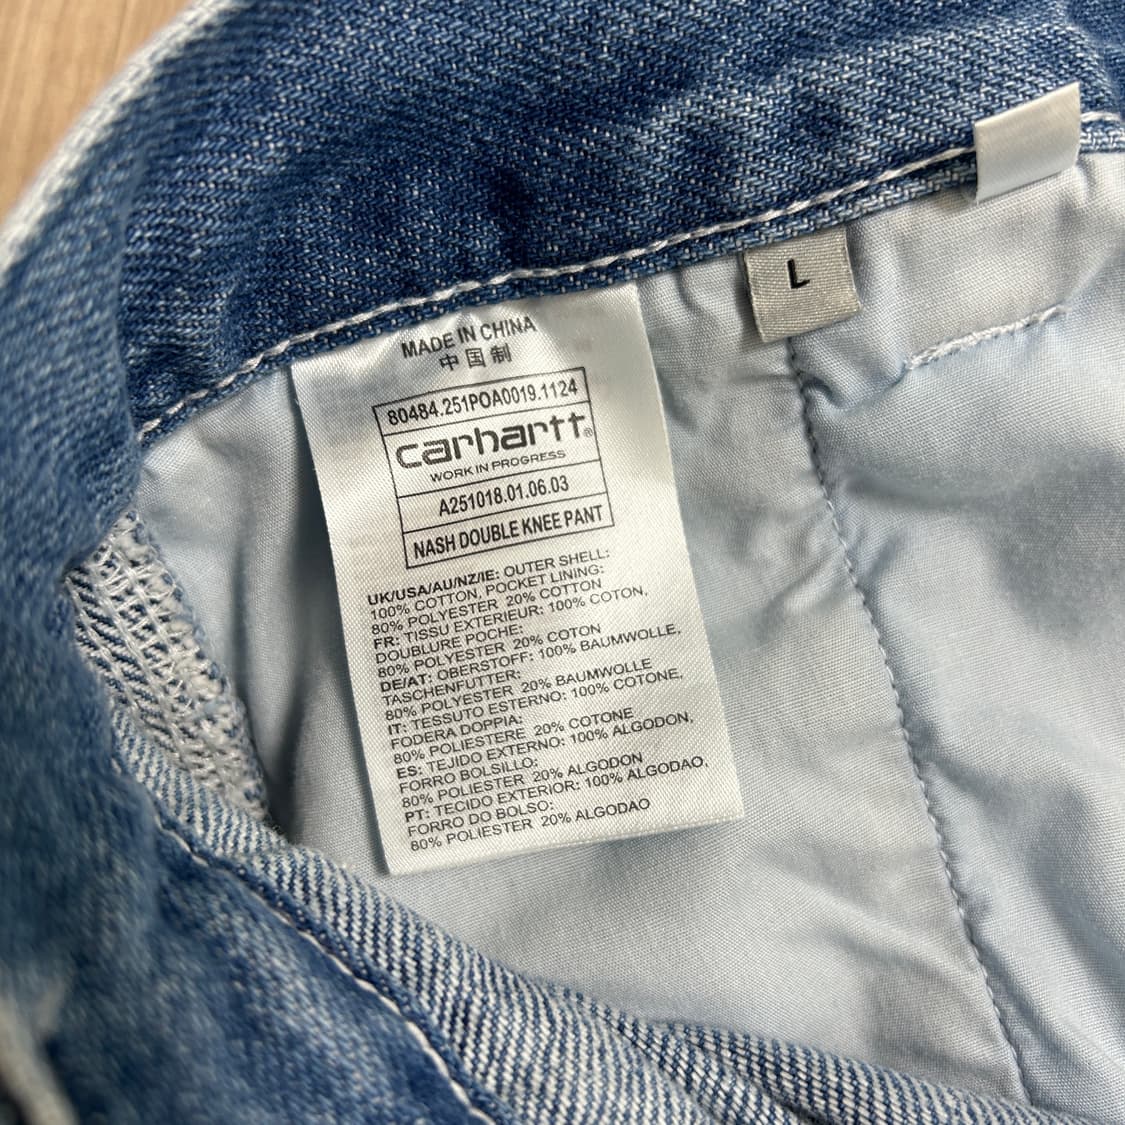 MADE IN CHINA
中国制
80484.251POA0019.1124
carhartt®
WORK IN PROGRESS
A251018.01.06.03
NASH DOUBLE KNEE PANT
UK/USA/AU/NZ/IE: OUTER SHELL:
100% COTTON, POCKET LINING:
80% POLYESTER 20% COTTON
FR: TISSU EXTERIEUR: 100% COTON,
DOUBLURE POCHE:
80% POLYESTER 20% COTON
DE/AT: OBERSTOFF: 100% BAUMWOLLE,
TASCHENFUTTER:
80% POLYESTER 20% BAUMWOLLE
IT: TESSUTO ESTERNO: 100% COTONE,
FODERA DOPPIA:
80% POLIESTERE 20% COTONE
ES: TEJIDO EXTERNO: 100% ALGODON,
FORRO BOLSILLO:
80% POLIESTER 20% ALGODON
PT: TECIDO EXTERIOR: 100% ALGODAO,
FORRO DO BOLSO:
80% POLIESTER 20% ALGODAO
L